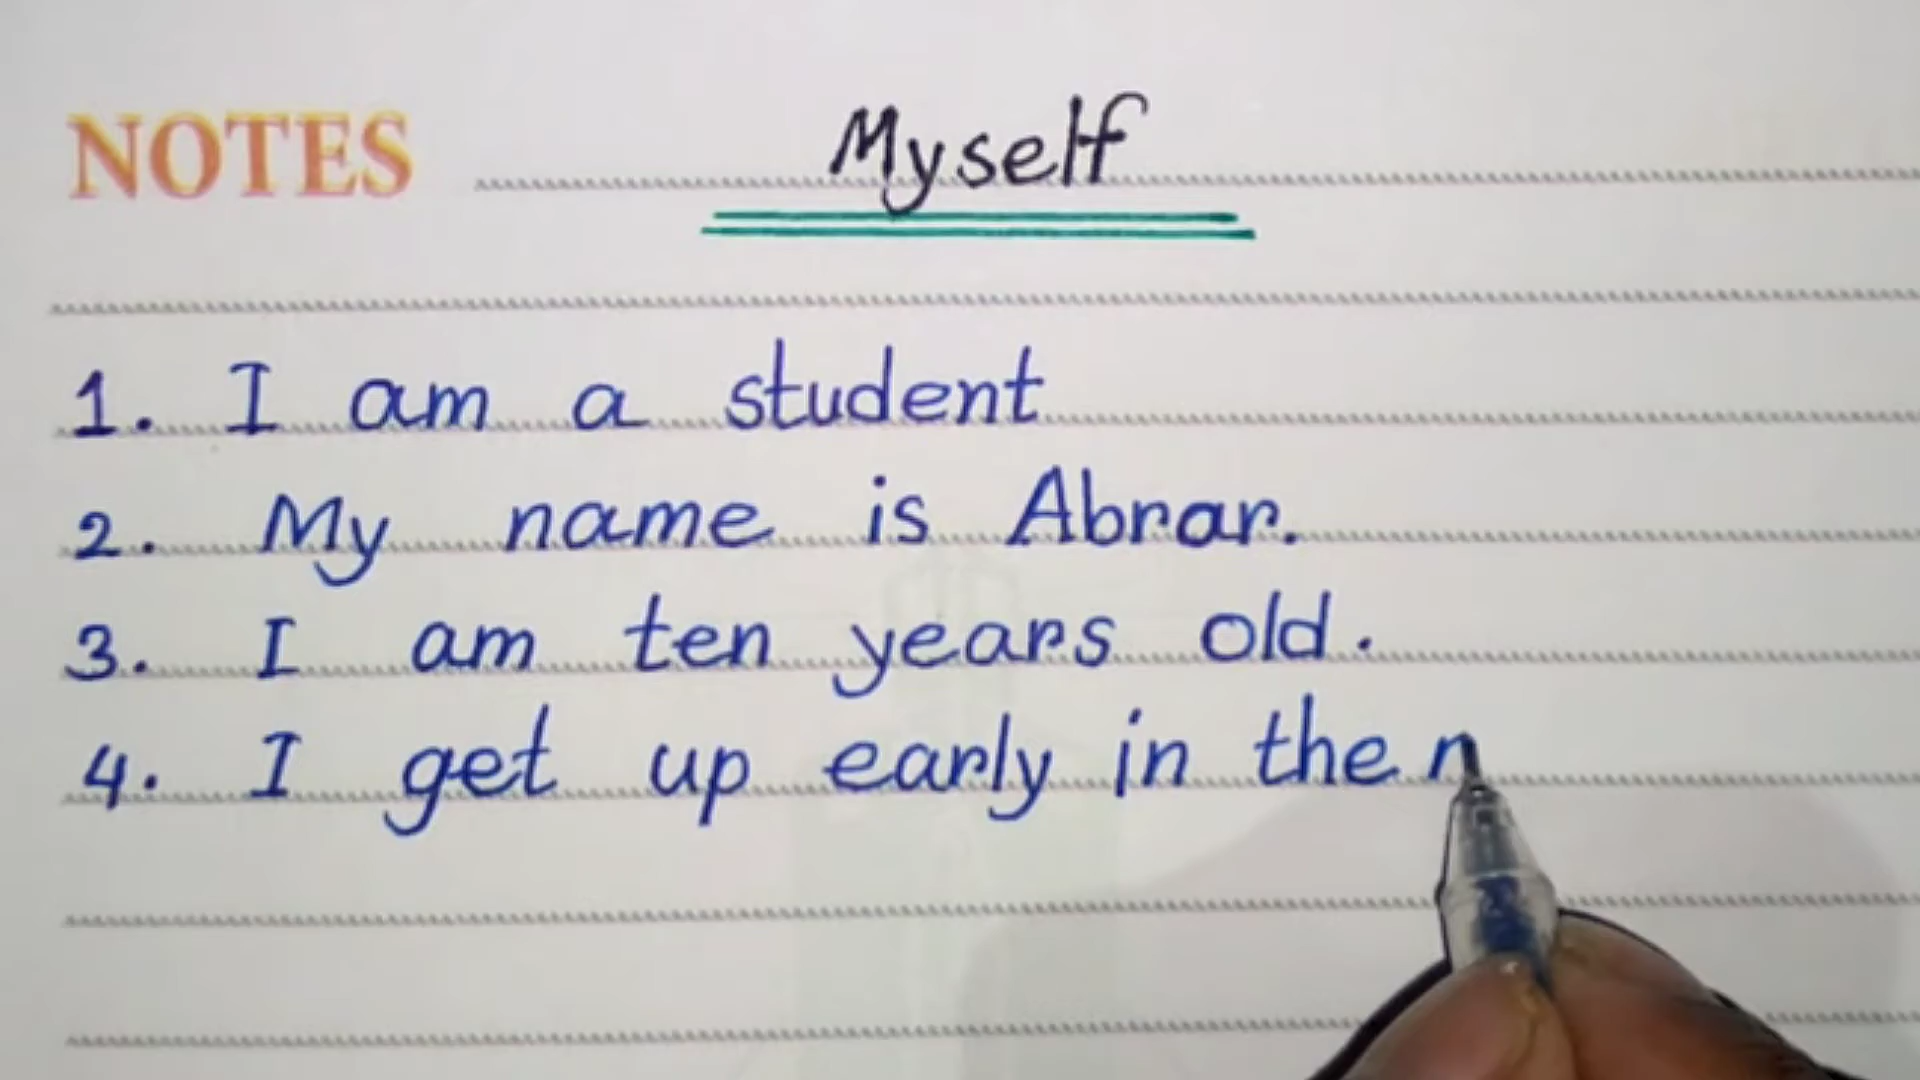 NOTES Myself
1. I am a student
2. My name is Abrar.
3. I am ten years old.
4. I get up early in the